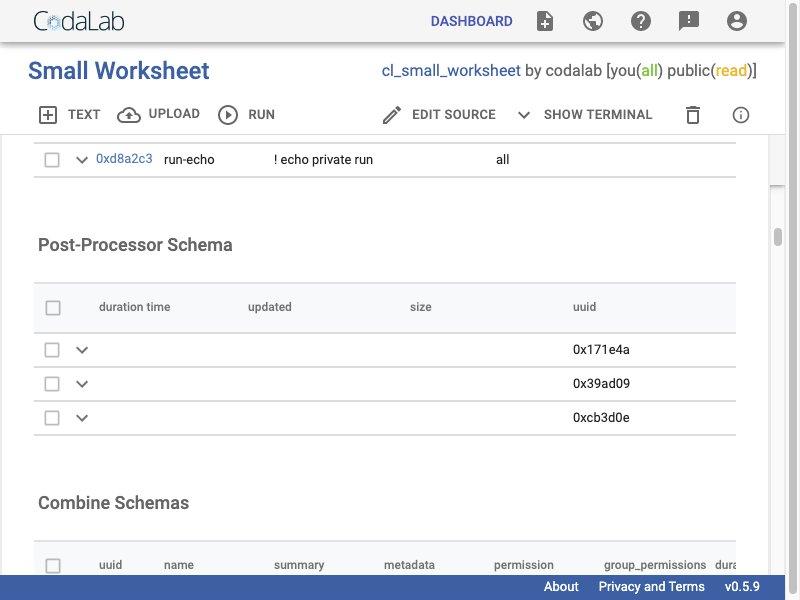 CodaLab DASHBOARD
Small Worksheet cl_small_worksheet by codalab [you(all) public(read)]
TEXT UPLOAD RUN EDIT SOURCE SHOW TERMINAL
0xd8a2c3 run-echo ! echo private run all
Post-Processor Schema
duration time updated size uuid
0x171e4a
0x39ad09
0xcb3d0e
Combine Schemas
uuid name summary metadata permission group_permissions dura
About Privacy and Terms v0.5.9